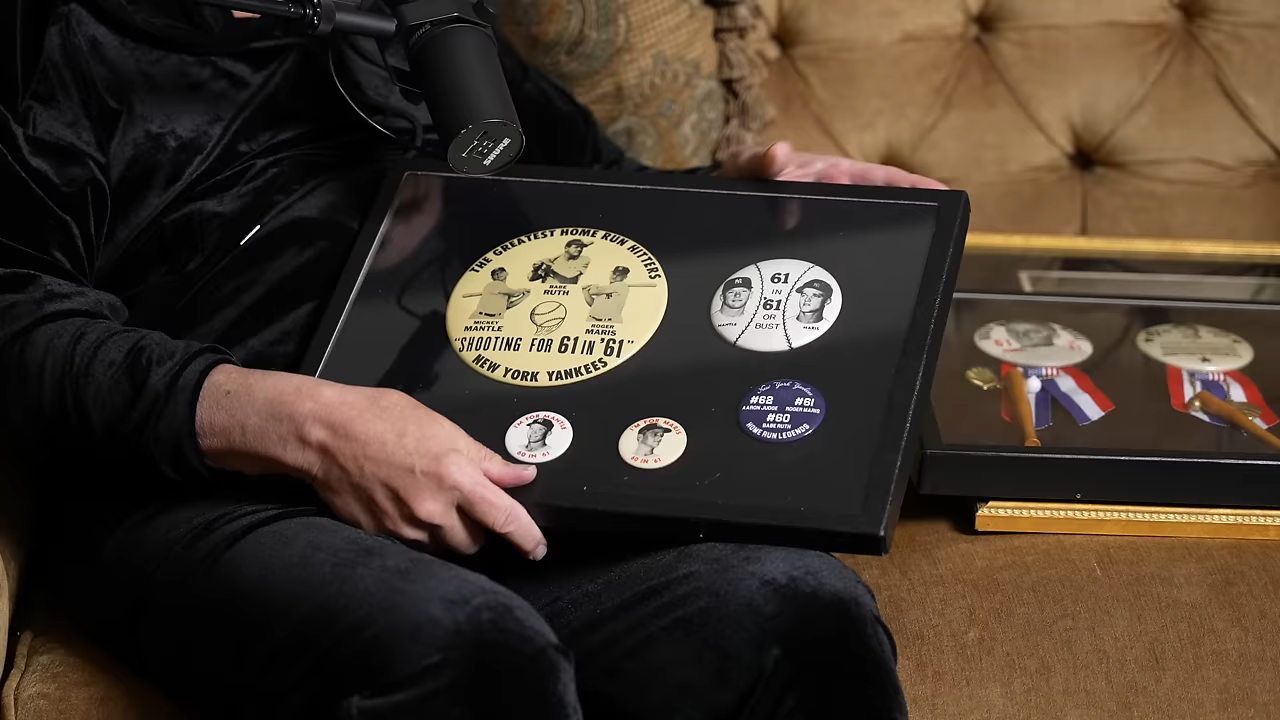 SHURE
THE GREATEST HOME RUN HITTERS
BABE
RUTH
MICKEY
MANTLE
ROGER
MARIS
"SHOOTING FOR 61 IN '61"
NEW YORK YANKEES
61
IN
61
OR
BUST
MANTLE
MARIS
I'M FOR MANTLE
60 IN '61
I'M FOR MARIS
60 IN '61
New York Yankees
#62 #61
AARON JUDGE ROGER MARIS
#60
BABE RUTH
HOME RUN LEGENDS
61